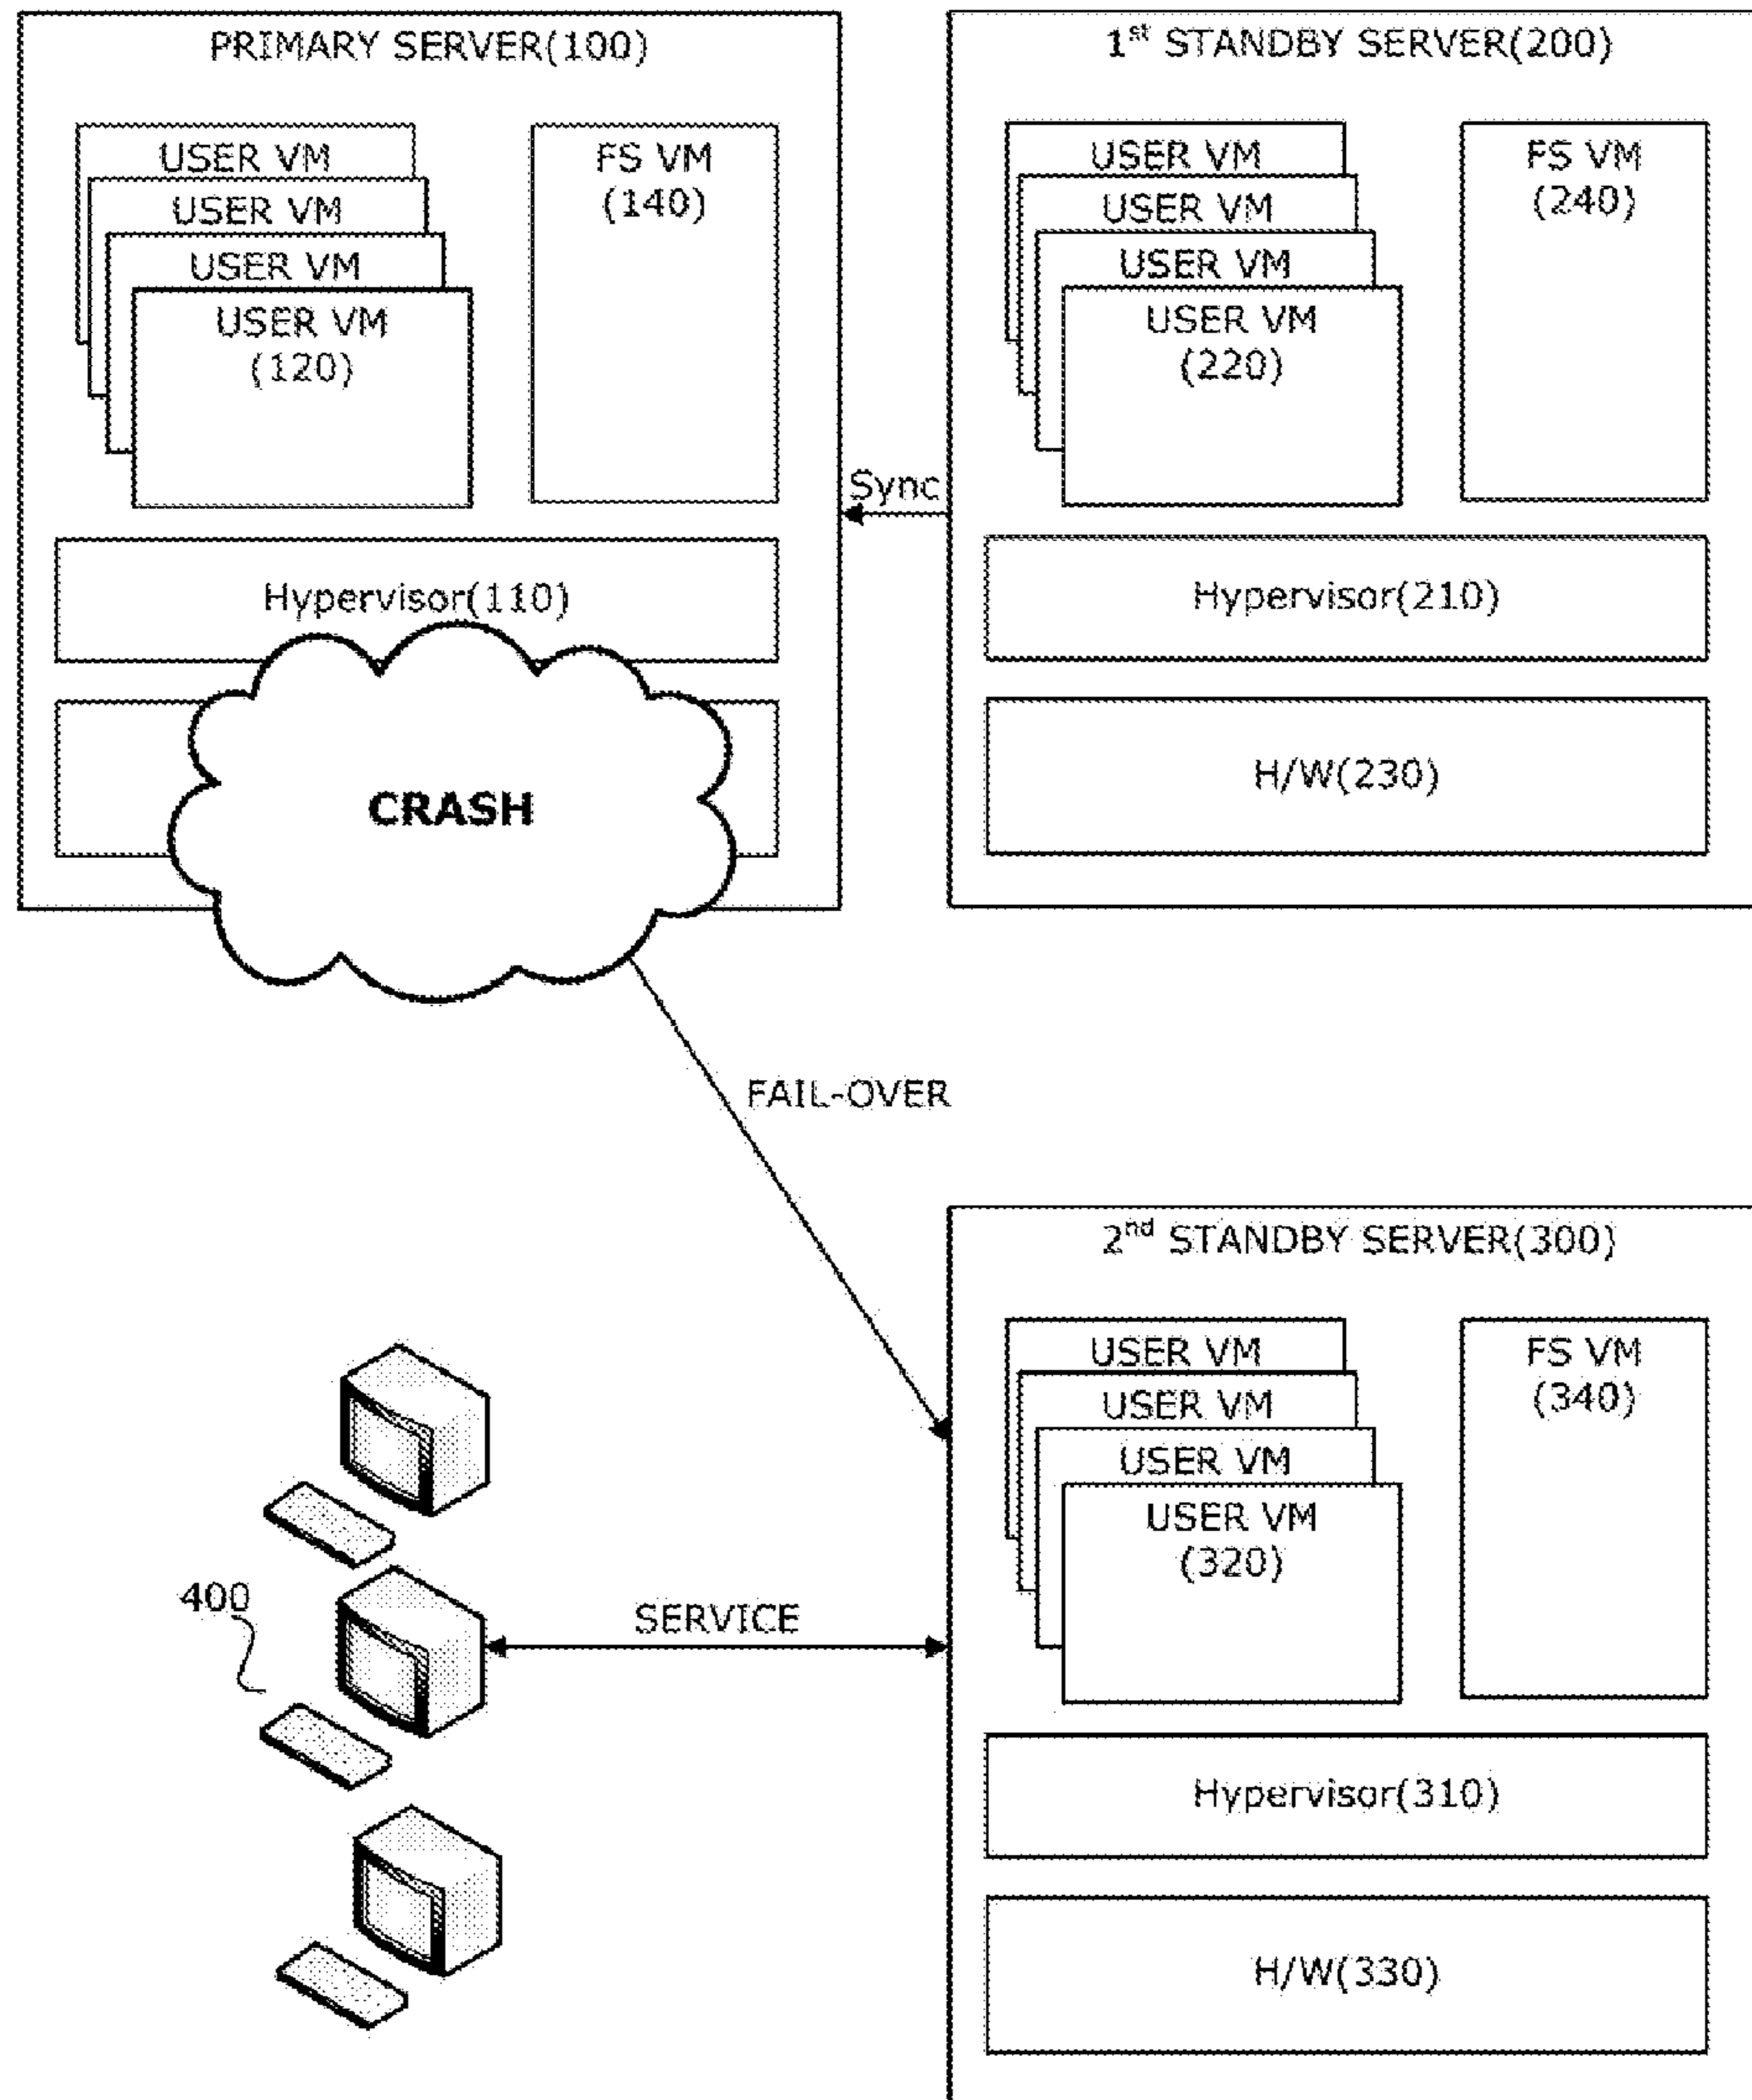 PRIMARY SERVER(100)
USER VM
USER VM
USER VM
USER VM
(120)
FS VM
(140)
Hypervisor(110)
CRASH
Sync
1st STANDBY SERVER(200)
USER VM
USER VM
USER VM
USER VM
(220)
FS VM
(240)
Hypervisor(210)
H/W(230)
FAIL-OVER
400
SERVICE
2nd STANDBY SERVER(300)
USER VM
USER VM
USER VM
USER VM
(320)
FS VM
(340)
Hypervisor(310)
H/W(330)